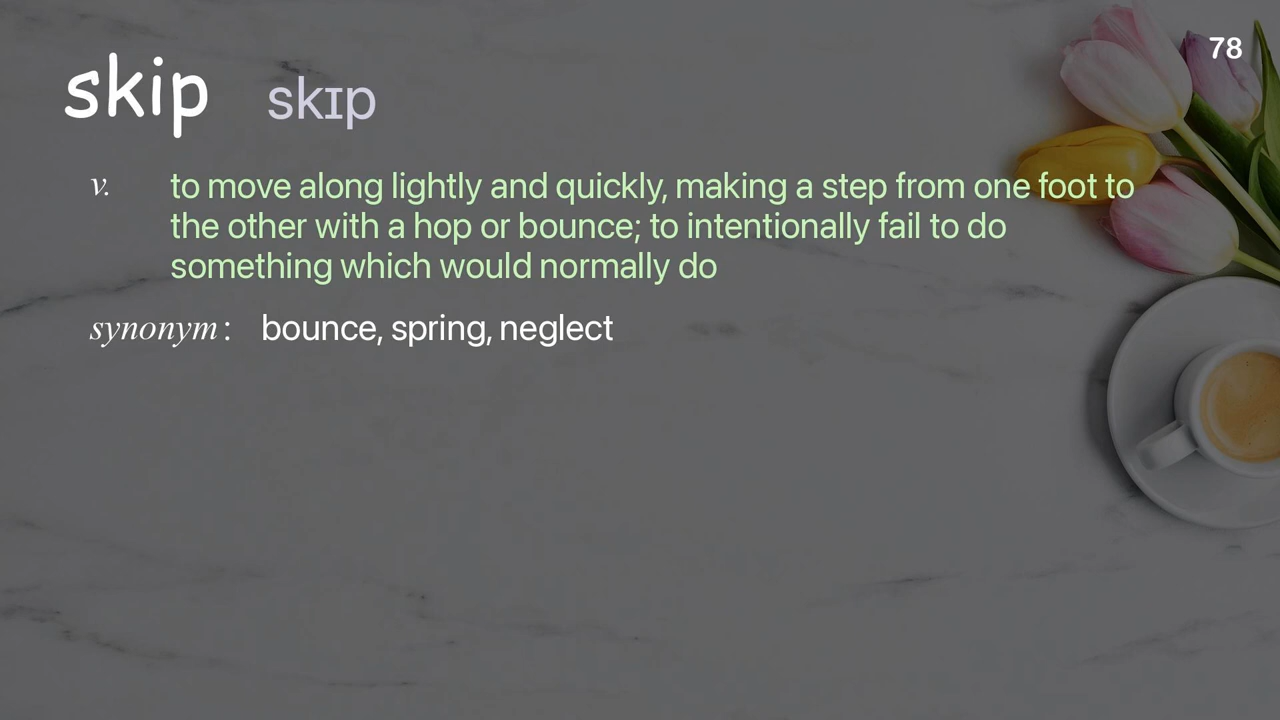 78
skip skɪp
v. to move along lightly and quickly, making a step from one foot to
the other with a hop or bounce; to intentionally fail to do
something which would normally do
synonym: bounce, spring, neglect